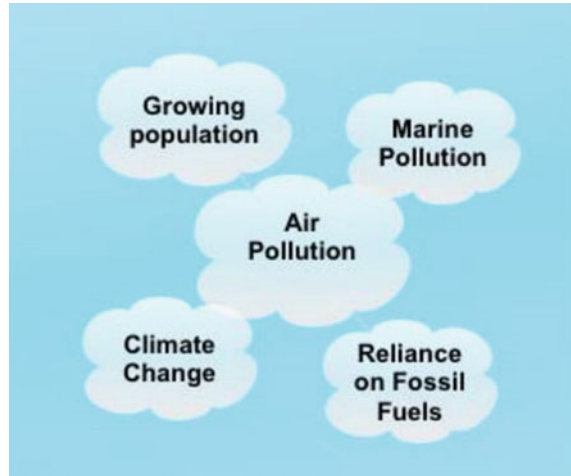 Growing
population
Marine
Pollution
Air
Pollution
Climate
Change
Reliance
on Fossil
Fuels